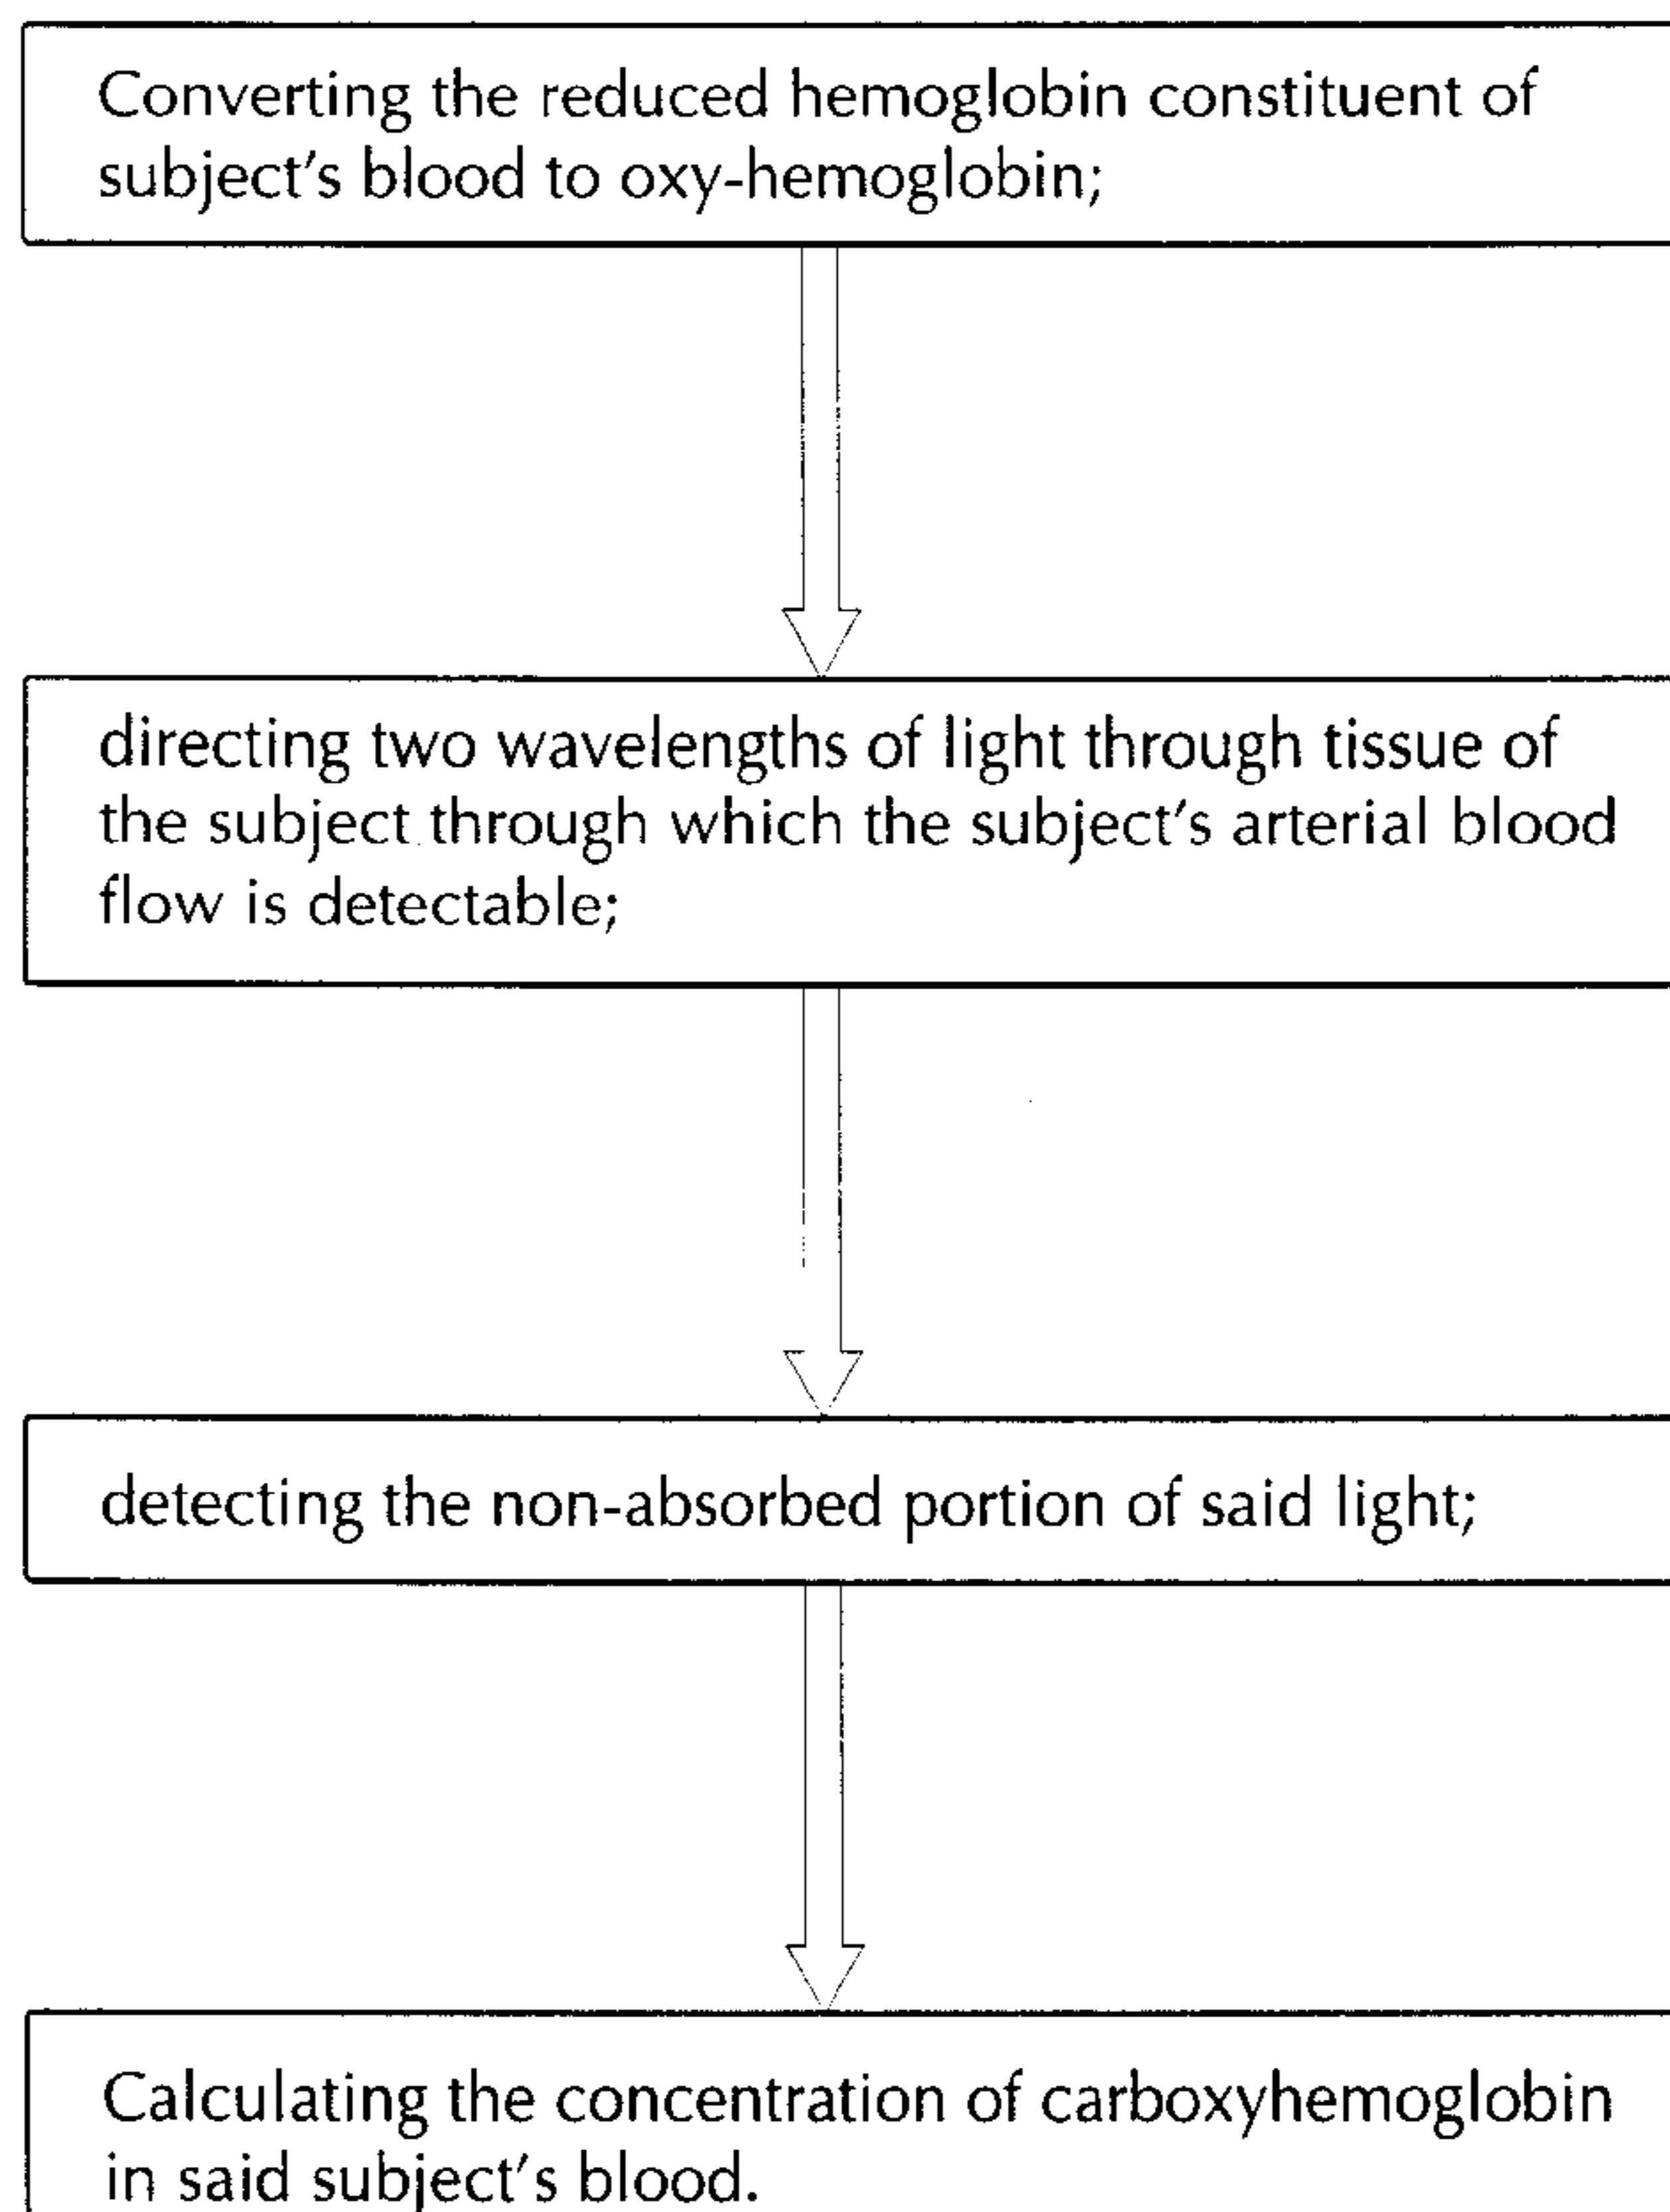 Converting the reduced hemoglobin constituent of
subject's blood to oxy-hemoglobin;
directing two wavelengths of light through tissue of
the subject through which the subject's arterial blood
flow is detectable;
detecting the non-absorbed portion of said light;
Calculating the concentration of carboxyhemoglobin
in said subject's blood.